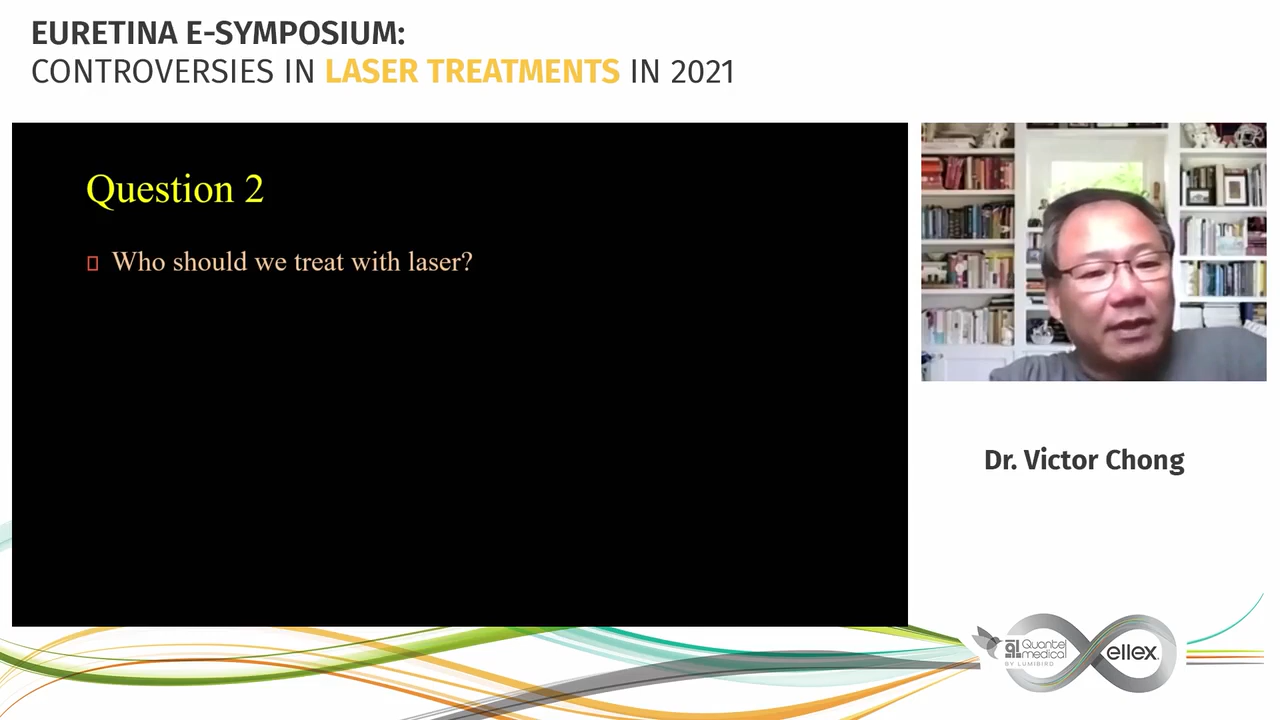 EURETINA E-SYMPOSIUM:
CONTROVERSIES IN LASER TREATMENTS IN 2021
Question 2
Who should we treat with laser?
Dr. Victor Chong
Quantel
medical
BY LUMIBIRD
ellex